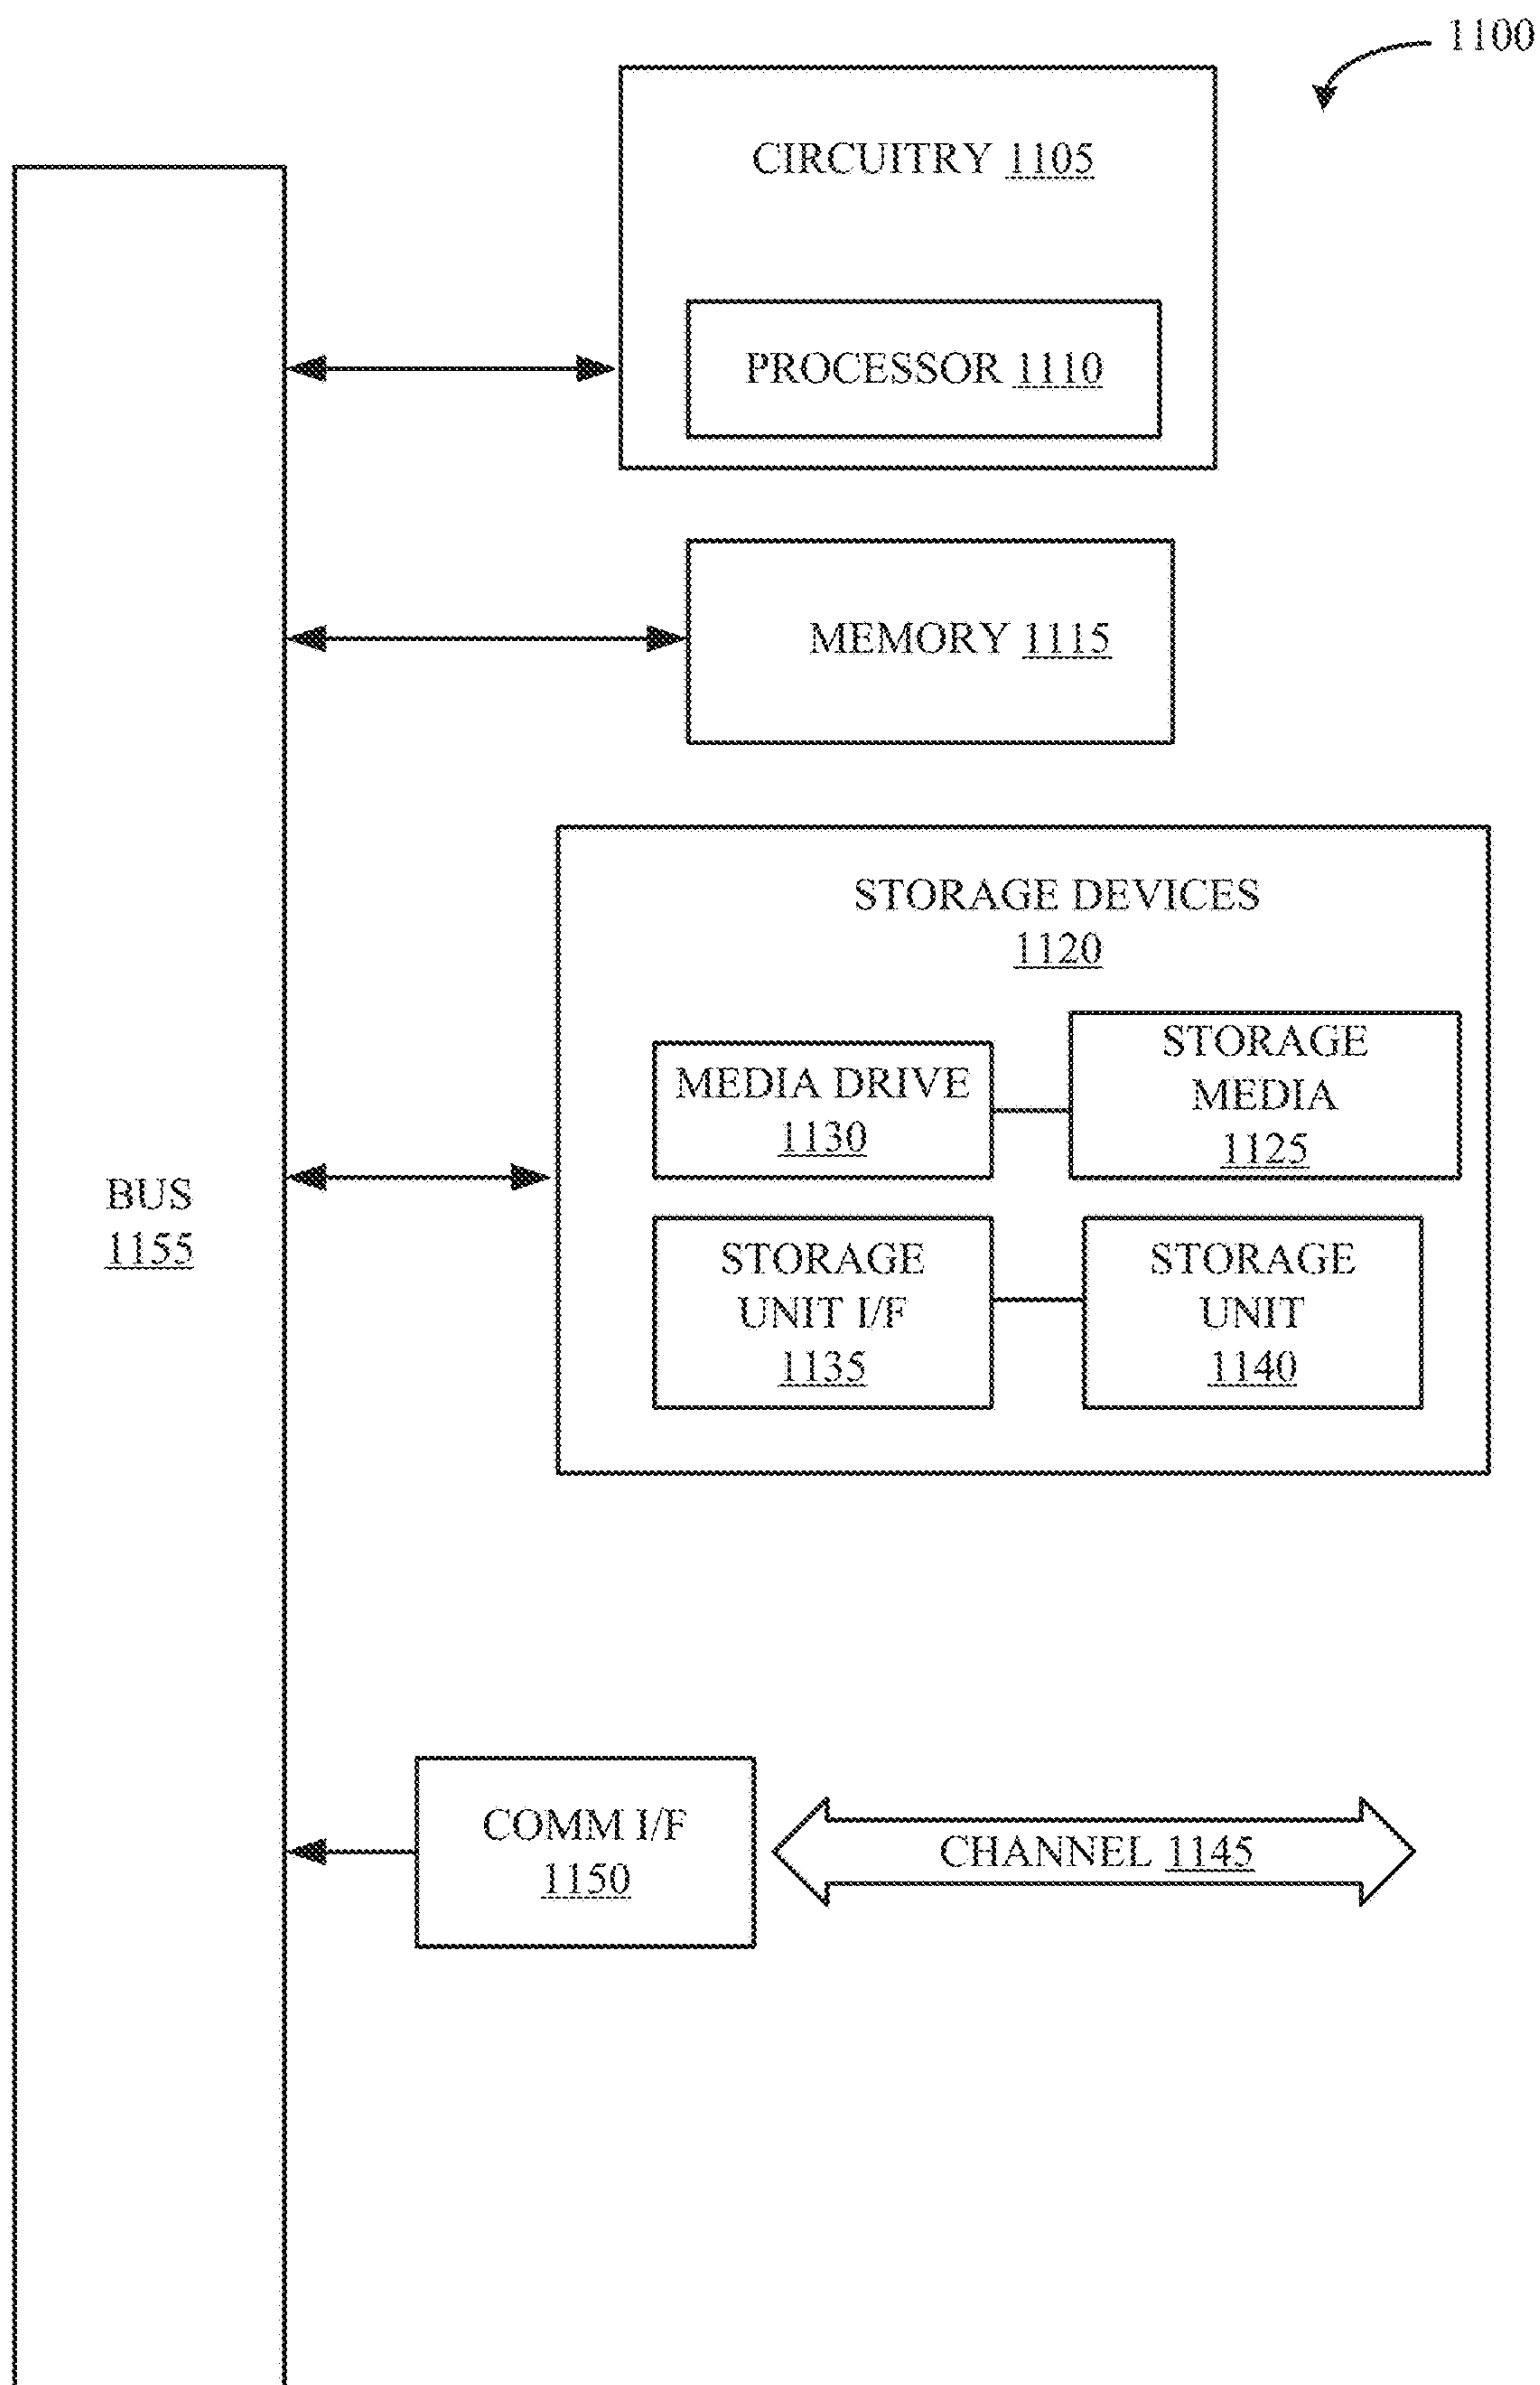 1100
CIRCUITRY 1105
PROCESSOR 1110
MEMORY 1115
STORAGE DEVICES
1120
MEDIA DRIVE
1130
STORAGE
MEDIA
1125
STORAGE
UNIT I/F
1135
STORAGE
UNIT
1140
BUS
1155
COMM I/F
1150
CHANNEL 1145